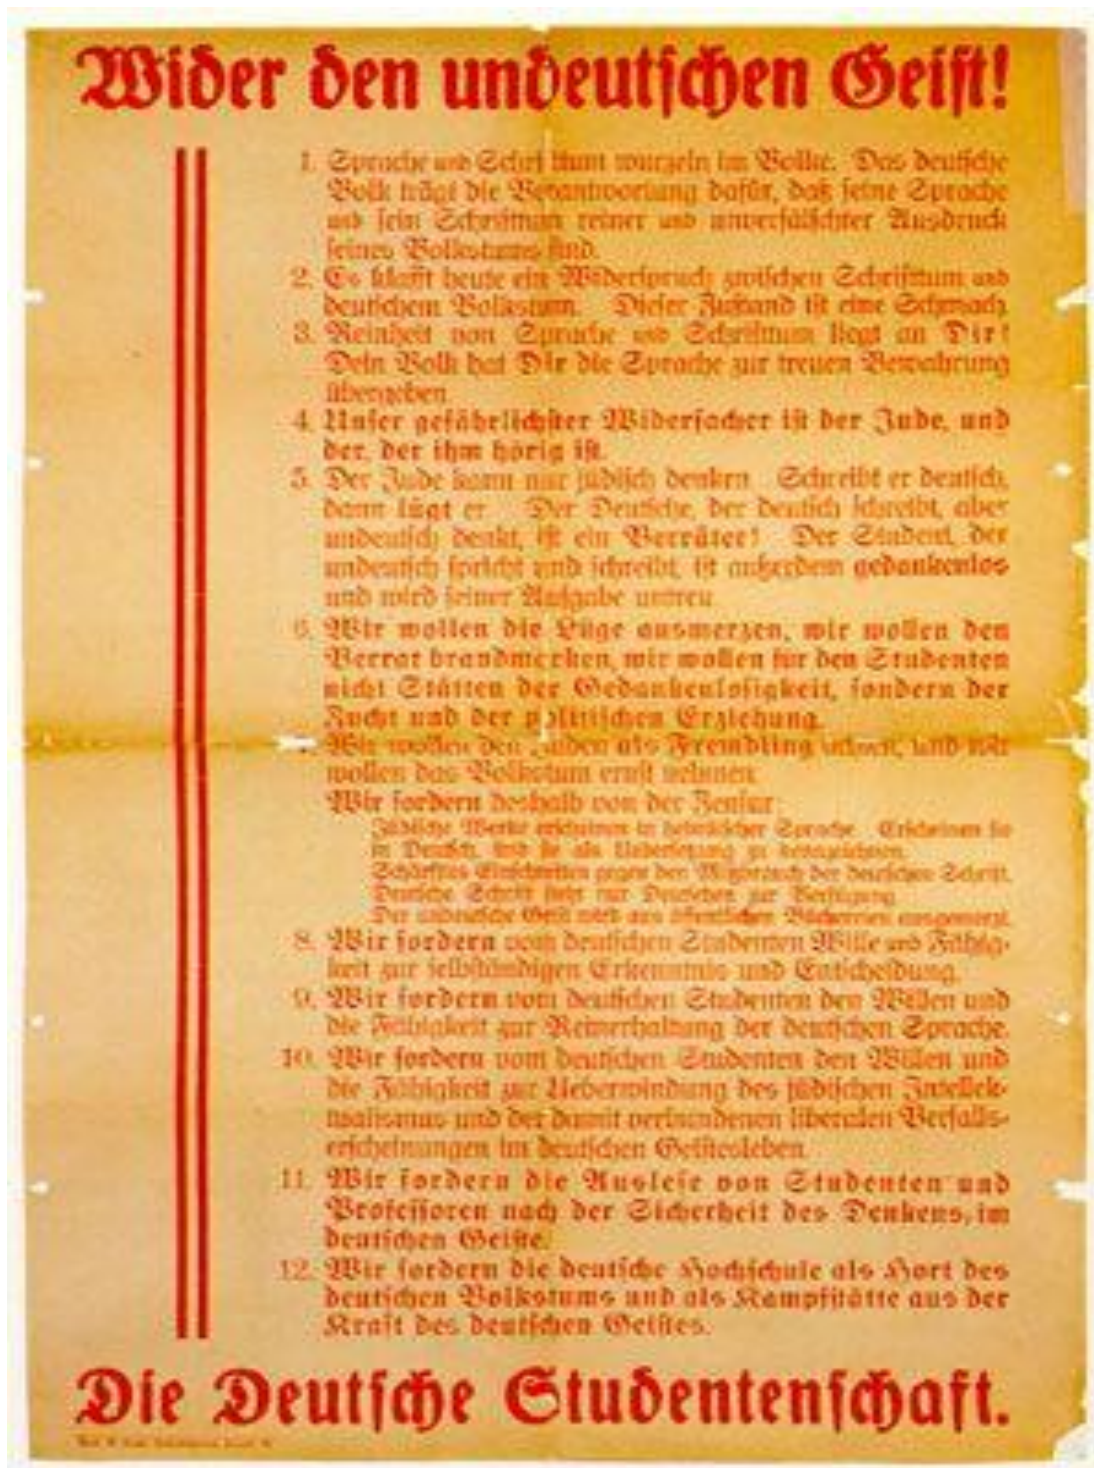 Wider den undeutschen Geist!
1. Sprache und Schrifttum wurzeln im Volke. Das deutsche
Volk trägt die Verantwortung dafür, daß seine Sprache
und sein Schrifttum reiner und unverfälschter Ausdruck
seines Volkstums sind.
2. Es klafft heute ein Widerspruch zwischen Schrifttum und
deutschem Volkstum. Dieser Zustand ist eine Schmach.
3. Reinheit von Sprache und Schrifttum liegt an Dir!
Dein Volk hat Dir die Sprache zur treuen Bewahrung
übergeben.
4. Unser gefährlichster Widersacher ist der Jude, und
der, der ihm hörig ist.
5. Der Jude kann nur jüdisch denken. Schreibt er deutsch,
dann lügt er. Der Deutsche, der deutsch schreibt, aber
undeutsch denkt, ist ein Verräter! Der Student, der
undeutsch spricht und schreibt, ist außerdem gedankenlos
und wird seiner Aufgabe untreu.
6. Wir wollen die Lüge ausmerzen, wir wollen den
Verrat brandmarken, wir wollen für den Studenten
nicht Stätten der Gedankenlosigkeit, sondern der
Zucht und der politischen Erziehung.
Wir wollen den Juden als Fremdling achten, und wir
wollen das Volkstum ernst nehmen.
Wir fordern deshalb von der Zensur:
Jüdische Werke erscheinen in hebräischer Sprache. Erscheinen sie
in Deutsch, sind sie als Uebersetzung zu kennzeichnen.
Schärfstes Einschreiten gegen den Mißbrauch der deutschen Schrift.
Deutsche Schrift steht nur Deutschen zur Verfügung.
Der undeutsche Geist wird aus öffentlichen Büchereien ausgemerzt.
8. Wir fordern vom deutschen Studenten Wille und Fähig-
keit zur selbständigen Erkenntnis und Entscheidung.
9. Wir fordern vom deutschen Studenten den Willen und
die Fähigkeit zur Reinerhaltung der deutschen Sprache.
10. Wir fordern vom deutschen Studenten den Willen und
die Fähigkeit zur Ueberwindung des jüdischen Intellek-
tualismus und der damit verbundenen liberalen Verfalls-
erscheinungen im deutschen Geistesleben.
11. Wir fordern die Auslese von Studenten und
Professoren nach der Sicherheit des Denkens im
deutschen Geiste.
12. Wir fordern die deutsche Hochschule als Hort des
deutschen Volkstums und als Kampfstätte aus der
Kraft des deutschen Geistes.
Die Deutsche Studentenschaft.